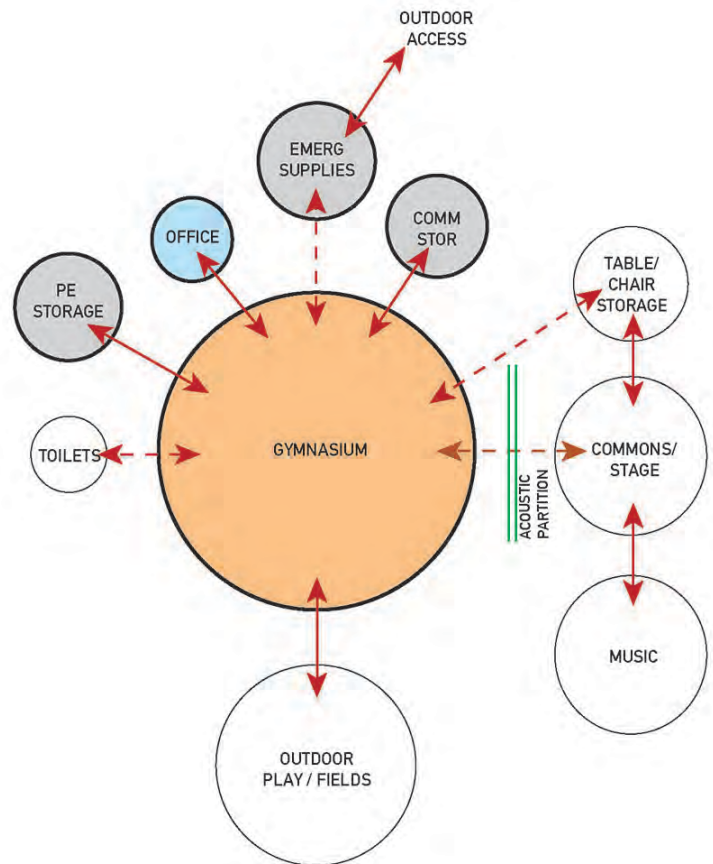 OUTDOOR
ACCESS
EMERG
SUPPLIES
OFFICE
COMM
STOR
PE
STORAGE
TABLE/
CHAIR
STORAGE
TOILETS
GYMNASIUM
ACOUSTIC
PARTITION
COMMONS/
STAGE
MUSIC
OUTDOOR
PLAY / FIELDS